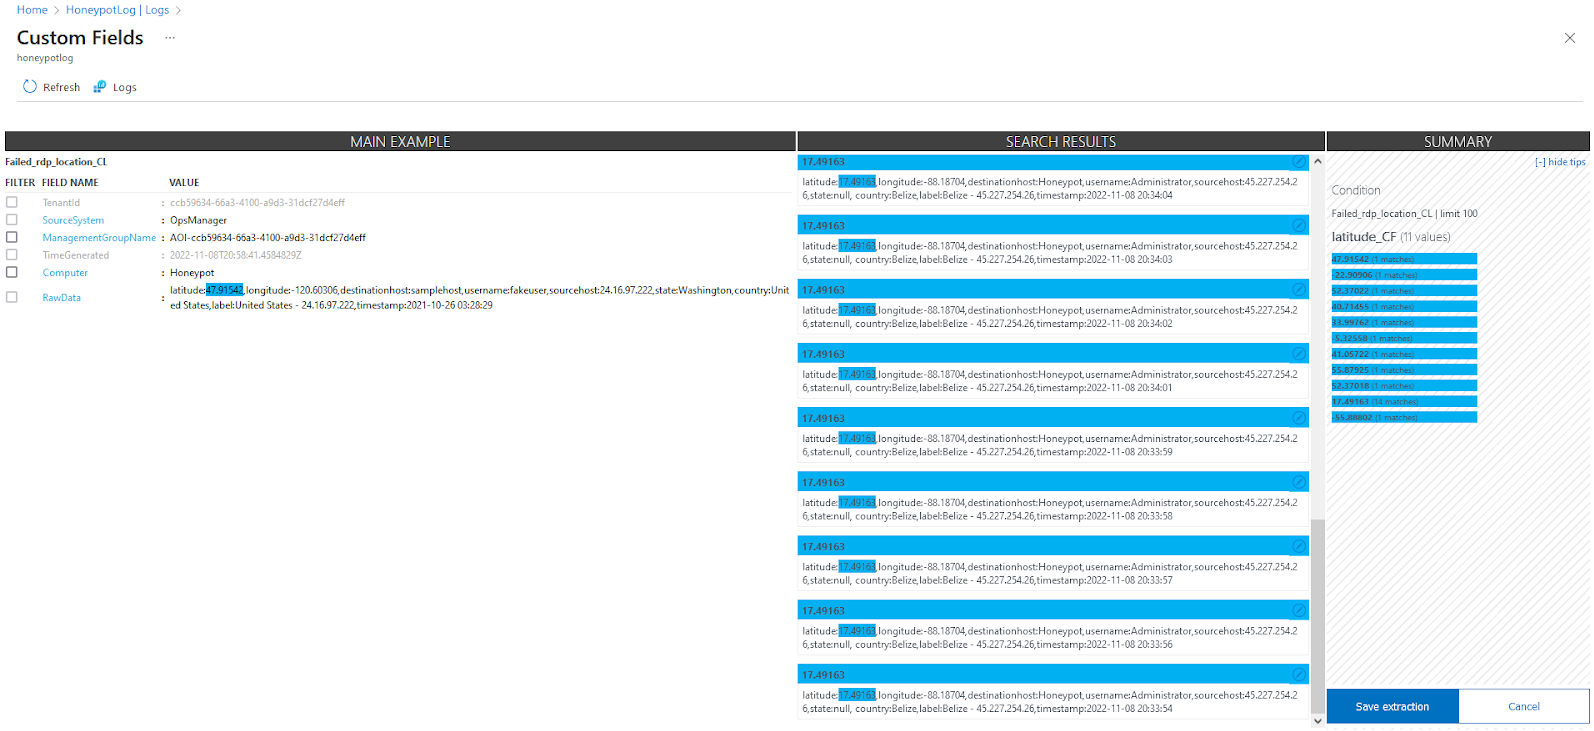 Home > HoneypotLog | Logs >
Custom Fields ...
honeypotlog
Refresh Logs
MAIN EXAMPLE
Failed_rdp_location_CL
FILTER FIELD NAME VALUE
TenantId : ccb59634-66a3-4100-a9d3-31dcf27d4eff
SourceSystem : OpsManager
ManagementGroupName : AOI-ccb59634-66a3-4100-a9d3-31dcf27d4eff
TimeGenerated : 2022-11-08T20:58:41.4584829Z
Computer : Honeypot
RawData : latitude:47.91542,longitude:-120.60306,destinationhost:samplehost,username:fakeuser,sourcehost:24.16.97.222,state:Washington,country:Unit
ed States,label:United States - 24.16.97.222,timestamp:2021-10-26 03:28:29
SEARCH RESULTS
17.49163
latitude:17.49163,longitude:-88.18704,destinationhost:Honeypot,username:Administrator,sourcehost:45.227.254.2
6,state:null, country:Belize,label:Belize - 45.227.254.26,timestamp:2022-11-08 20:34:04
17.49163
latitude:17.49163,longitude:-88.18704,destinationhost:Honeypot,username:Administrator,sourcehost:45.227.254.2
6,state:null, country:Belize,label:Belize - 45.227.254.26,timestamp:2022-11-08 20:34:03
17.49163
latitude:17.49163,longitude:-88.18704,destinationhost:Honeypot,username:Administrator,sourcehost:45.227.254.2
6,state:null, country:Belize,label:Belize - 45.227.254.26,timestamp:2022-11-08 20:34:02
17.49163
latitude:17.49163,longitude:-88.18704,destinationhost:Honeypot,username:Administrator,sourcehost:45.227.254.2
6,state:null, country:Belize,label:Belize - 45.227.254.26,timestamp:2022-11-08 20:34:01
17.49163
latitude:17.49163,longitude:-88.18704,destinationhost:Honeypot,username:Administrator,sourcehost:45.227.254.2
6,state:null, country:Belize,label:Belize - 45.227.254.26,timestamp:2022-11-08 20:33:59
17.49163
latitude:17.49163,longitude:-88.18704,destinationhost:Honeypot,username:Administrator,sourcehost:45.227.254.2
6,state:null, country:Belize,label:Belize - 45.227.254.26,timestamp:2022-11-08 20:33:58
17.49163
latitude:17.49163,longitude:-88.18704,destinationhost:Honeypot,username:Administrator,sourcehost:45.227.254.2
6,state:null, country:Belize,label:Belize - 45.227.254.26,timestamp:2022-11-08 20:33:57
17.49163
latitude:17.49163,longitude:-88.18704,destinationhost:Honeypot,username:Administrator,sourcehost:45.227.254.2
6,state:null, country:Belize,label:Belize - 45.227.254.26,timestamp:2022-11-08 20:33:56
17.49163
latitude:17.49163,longitude:-88.18704,destinationhost:Honeypot,username:Administrator,sourcehost:45.227.254.2
6,state:null, country:Belize,label:Belize - 45.227.254.26,timestamp:2022-11-08 20:33:54
SUMMARY
[-] hide tips
Condition
Failed_rdp_location_CL | limit 100
latitude_CF (11 values)
47.91542 (1 matches)
-22.90906 (1 matches)
52.37022 (1 matches)
40.71455 (1 matches)
33.99762 (1 matches)
-5.32558 (1 matches)
41.05722 (1 matches)
55.87925 (1 matches)
52.37018 (1 matches)
17.49163 (14 matches)
-55.88802 (1 matches)
Save extraction Cancel